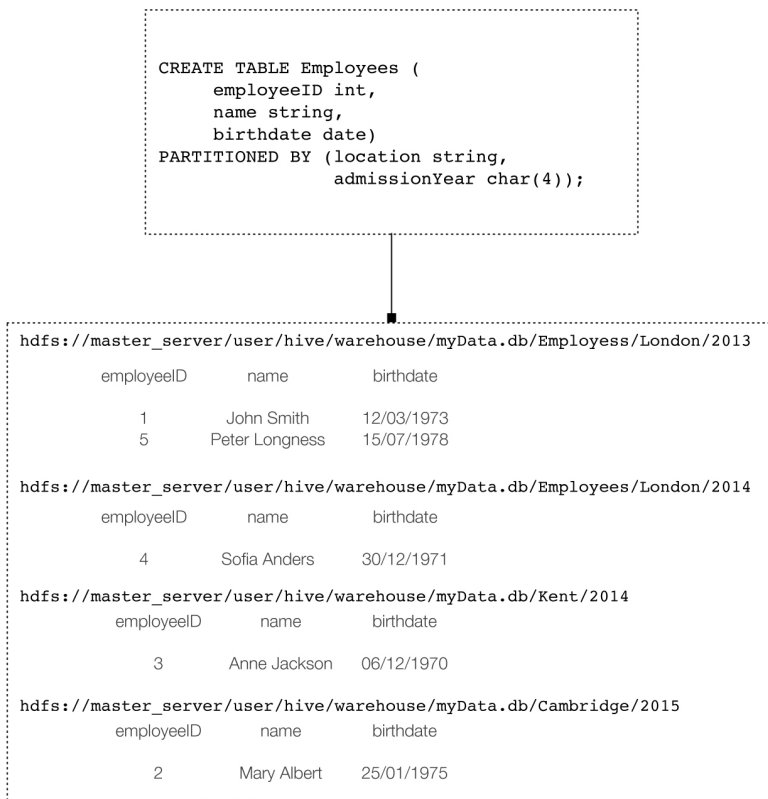 CREATE TABLE Employees (
employeeID int,
name string,
birthdate date)
PARTITIONED BY (location string,
admissionYear char(4));
hdfs://master_server/user/hive/warehouse/myData.db/Employess/London/2013
employeeID name birthdate
1 John Smith 12/03/1973
5 Peter Longness 15/07/1978
hdfs://master_server/user/hive/warehouse/myData.db/Employees/London/2014
employeeID name birthdate
4 Sofia Anders 30/12/1971
hdfs://master_server/user/hive/warehouse/myData.db/Kent/2014
employeeID name birthdate
3 Anne Jackson 06/12/1970
hdfs://master_server/user/hive/warehouse/myData.db/Cambridge/2015
employeeID name birthdate
2 Mary Albert 25/01/1975